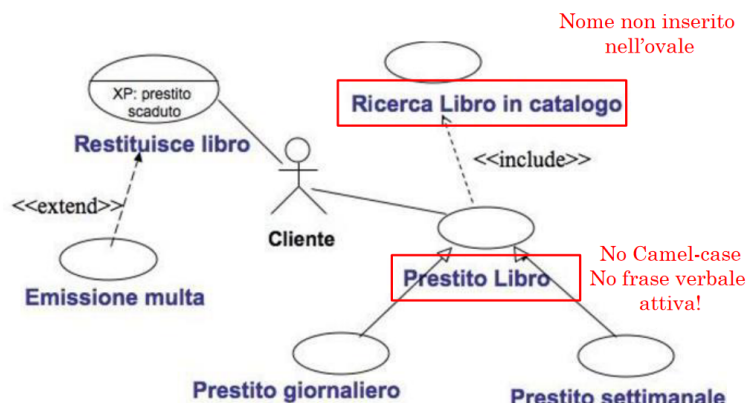 Nome non inserito
nell'ovale
XP: prestito
scaduto
Ricerca Libro in catalogo
Restituisce libro
<<include>>
<<extend>>
Cliente
No Camel-case
No frase verbale
attiva!
Prestito Libro
Emissione multa
Prestito giornaliero
Prestito settimanale